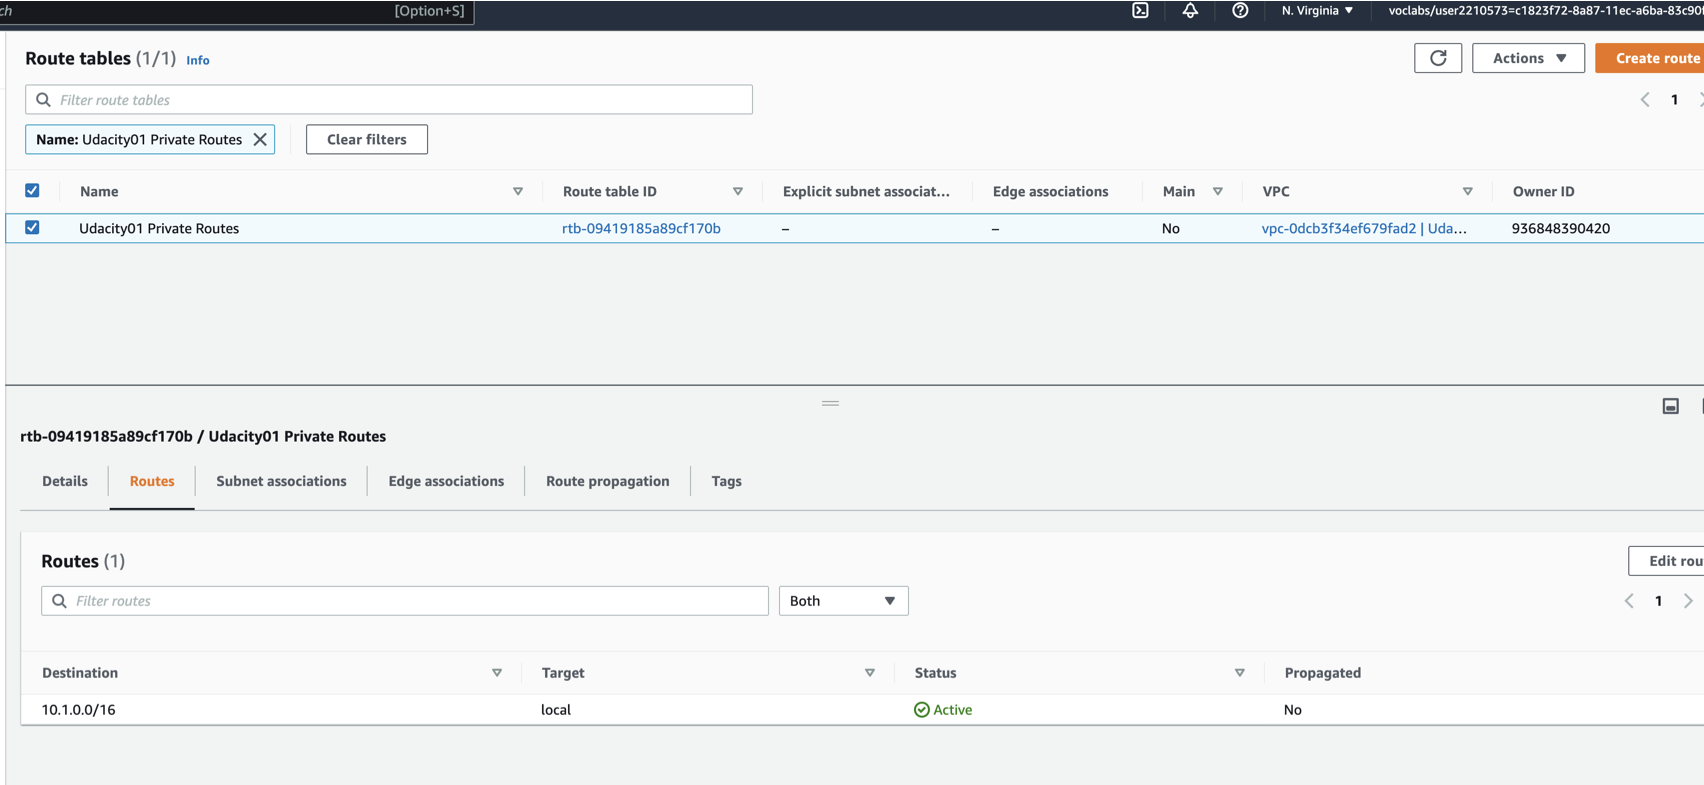 ch [Option+S] N. Virginia voclabs/user2210573=c1823f72-8a87-11ec-a6ba-83c90
Route tables (1/1) Info Actions Create route
Filter route tables 1
Name: Udacity01 Private Routes Clear filters
Name Route table ID Explicit subnet associat... Edge associations Main VPC Owner ID
Udacity01 Private Routes rtb-09419185a89cf170b – – No vpc-0dcb3f34ef679fad2 | Uda... 936848390420
rtb-09419185a89cf170b / Udacity01 Private Routes
Details Routes Subnet associations Edge associations Route propagation Tags
Routes (1) Edit rou
Filter routes Both 1
Destination Target Status Propagated
10.1.0.0/16 local Active No